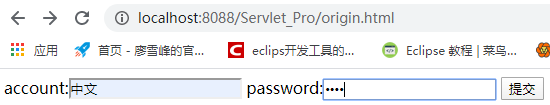 localhost:8088/Servlet_Pro/origin.html
应用 首页 - 廖雪峰的官... eclips开发工具的... Eclipse 教程 | 菜鸟...
account:中文 password:•••• 提交